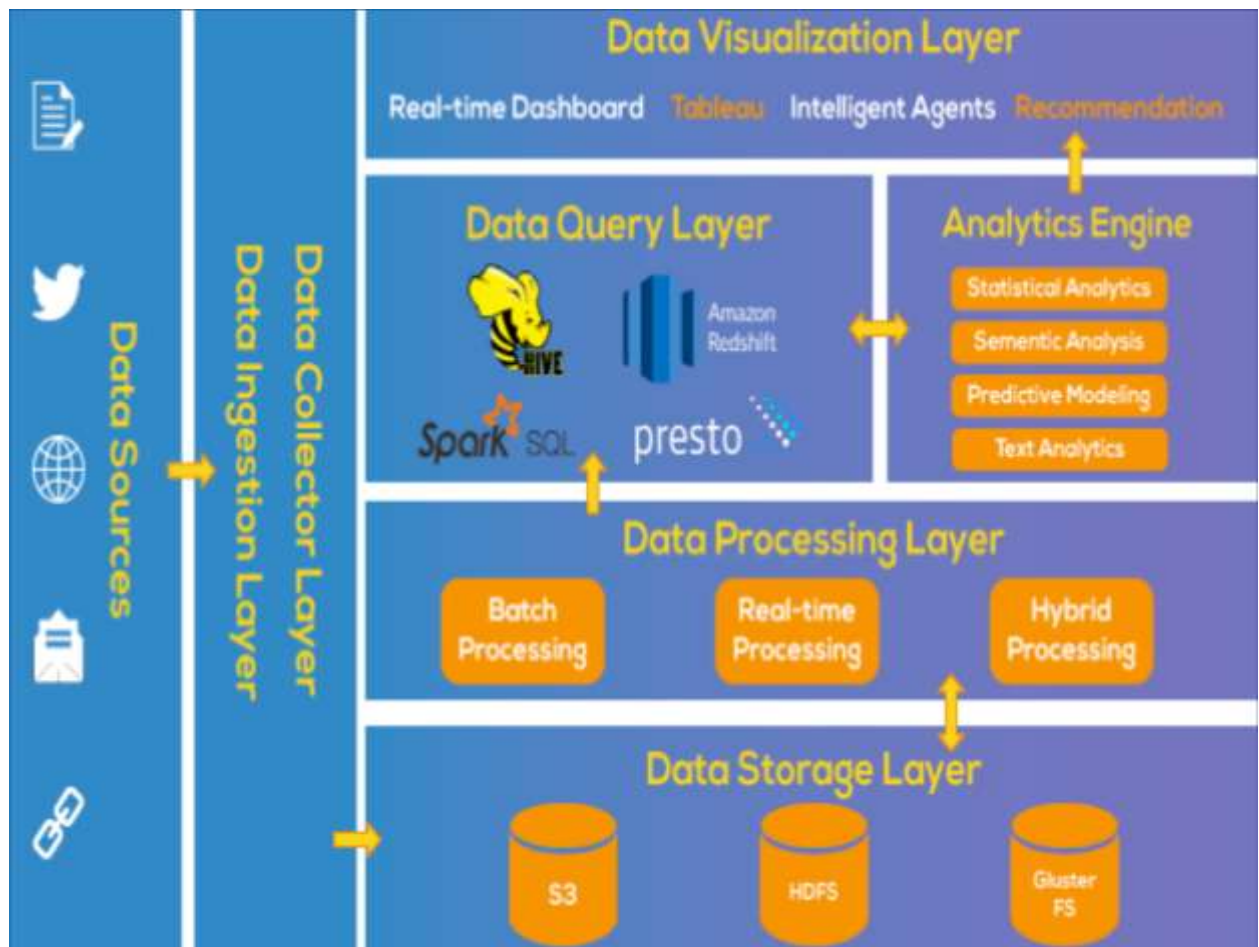 Data Sources
Data Ingestion Layer
Data Collector Layer
Data Visualization Layer
Real-time Dashboard Tableau Intelligent Agents Recommendation
Data Query Layer
HIVE
Amazon
Redshift
Spark SQL
presto
Analytics Engine
Statistical Analytics
Sementic Analysis
Predictive Modeling
Text Analytics
Data Processing Layer
Batch
Processing
Real-time
Processing
Hybrid
Processing
Data Storage Layer
S3
HDFS
Gluster
FS